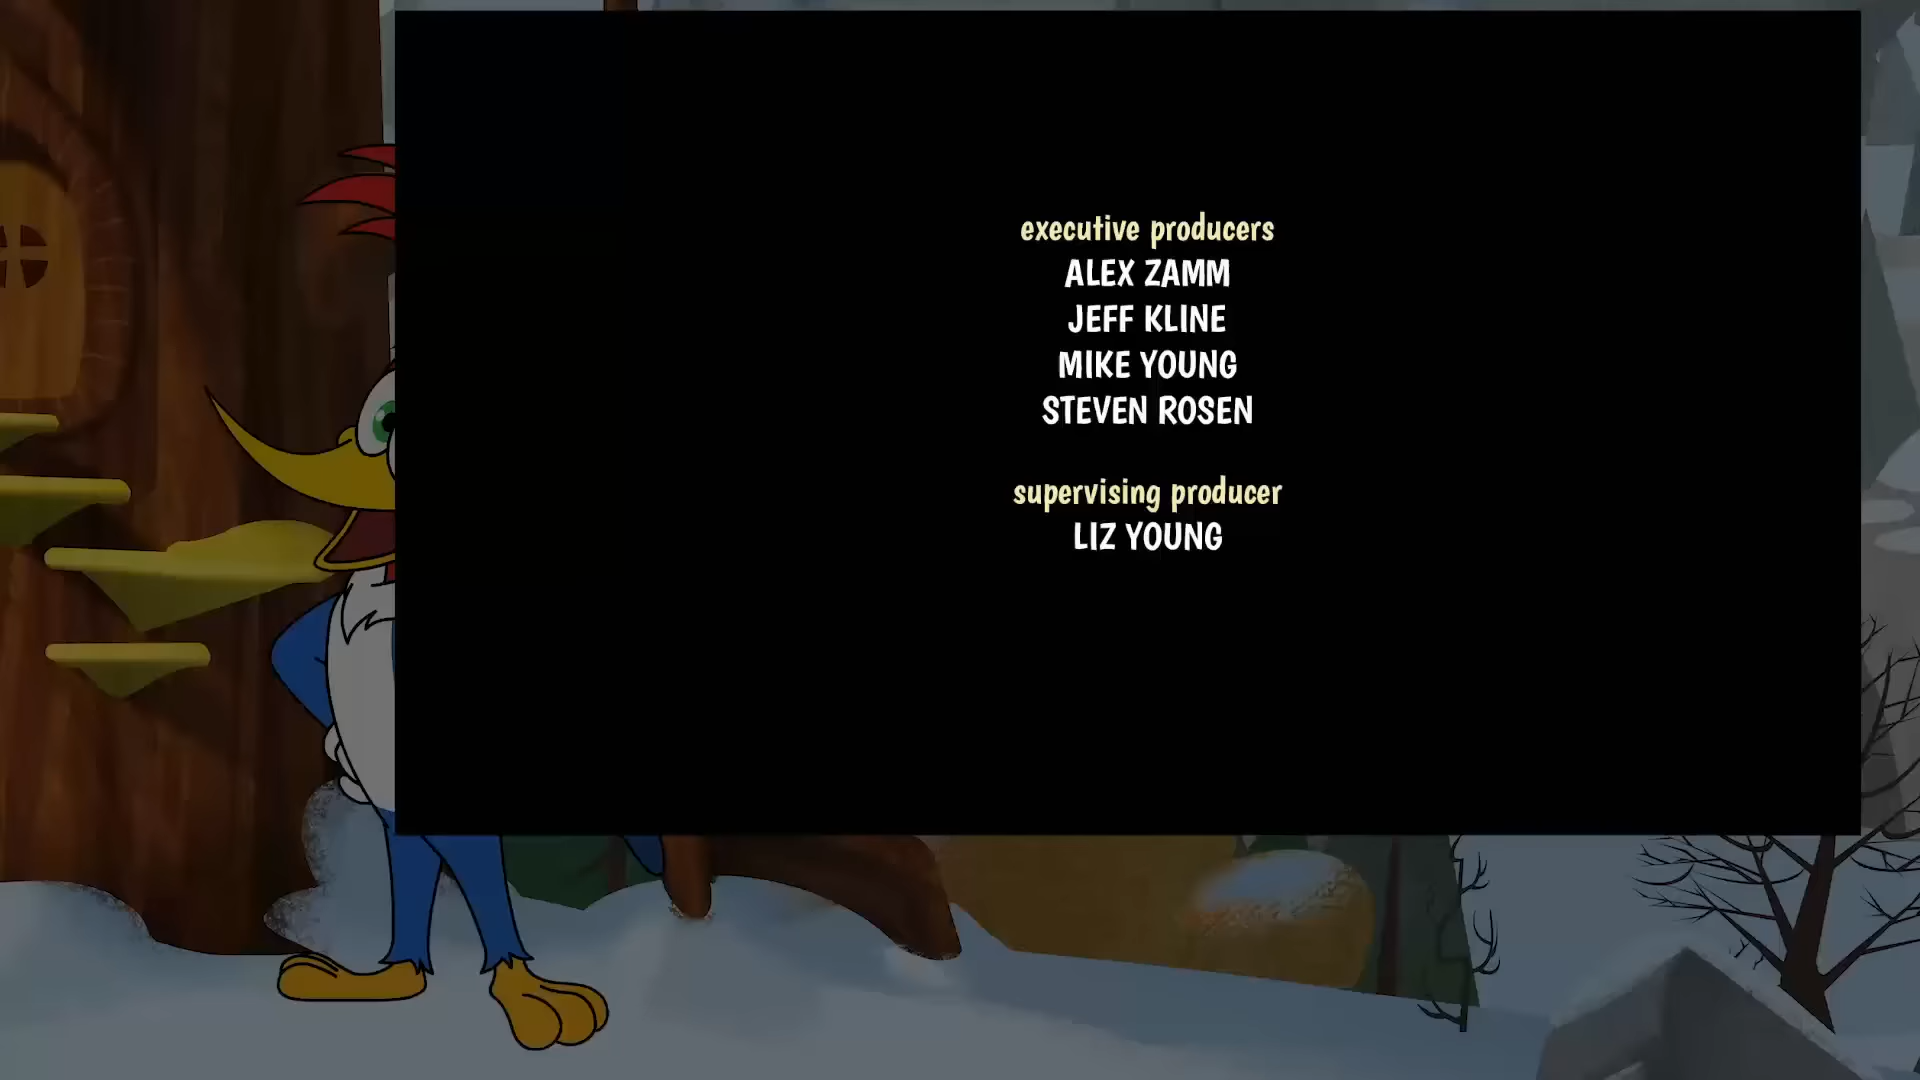 executive producers
ALEX ZAMM
JEFF KLINE
MIKE YOUNG
STEVEN ROSEN
supervising producer
LIZ YOUNG